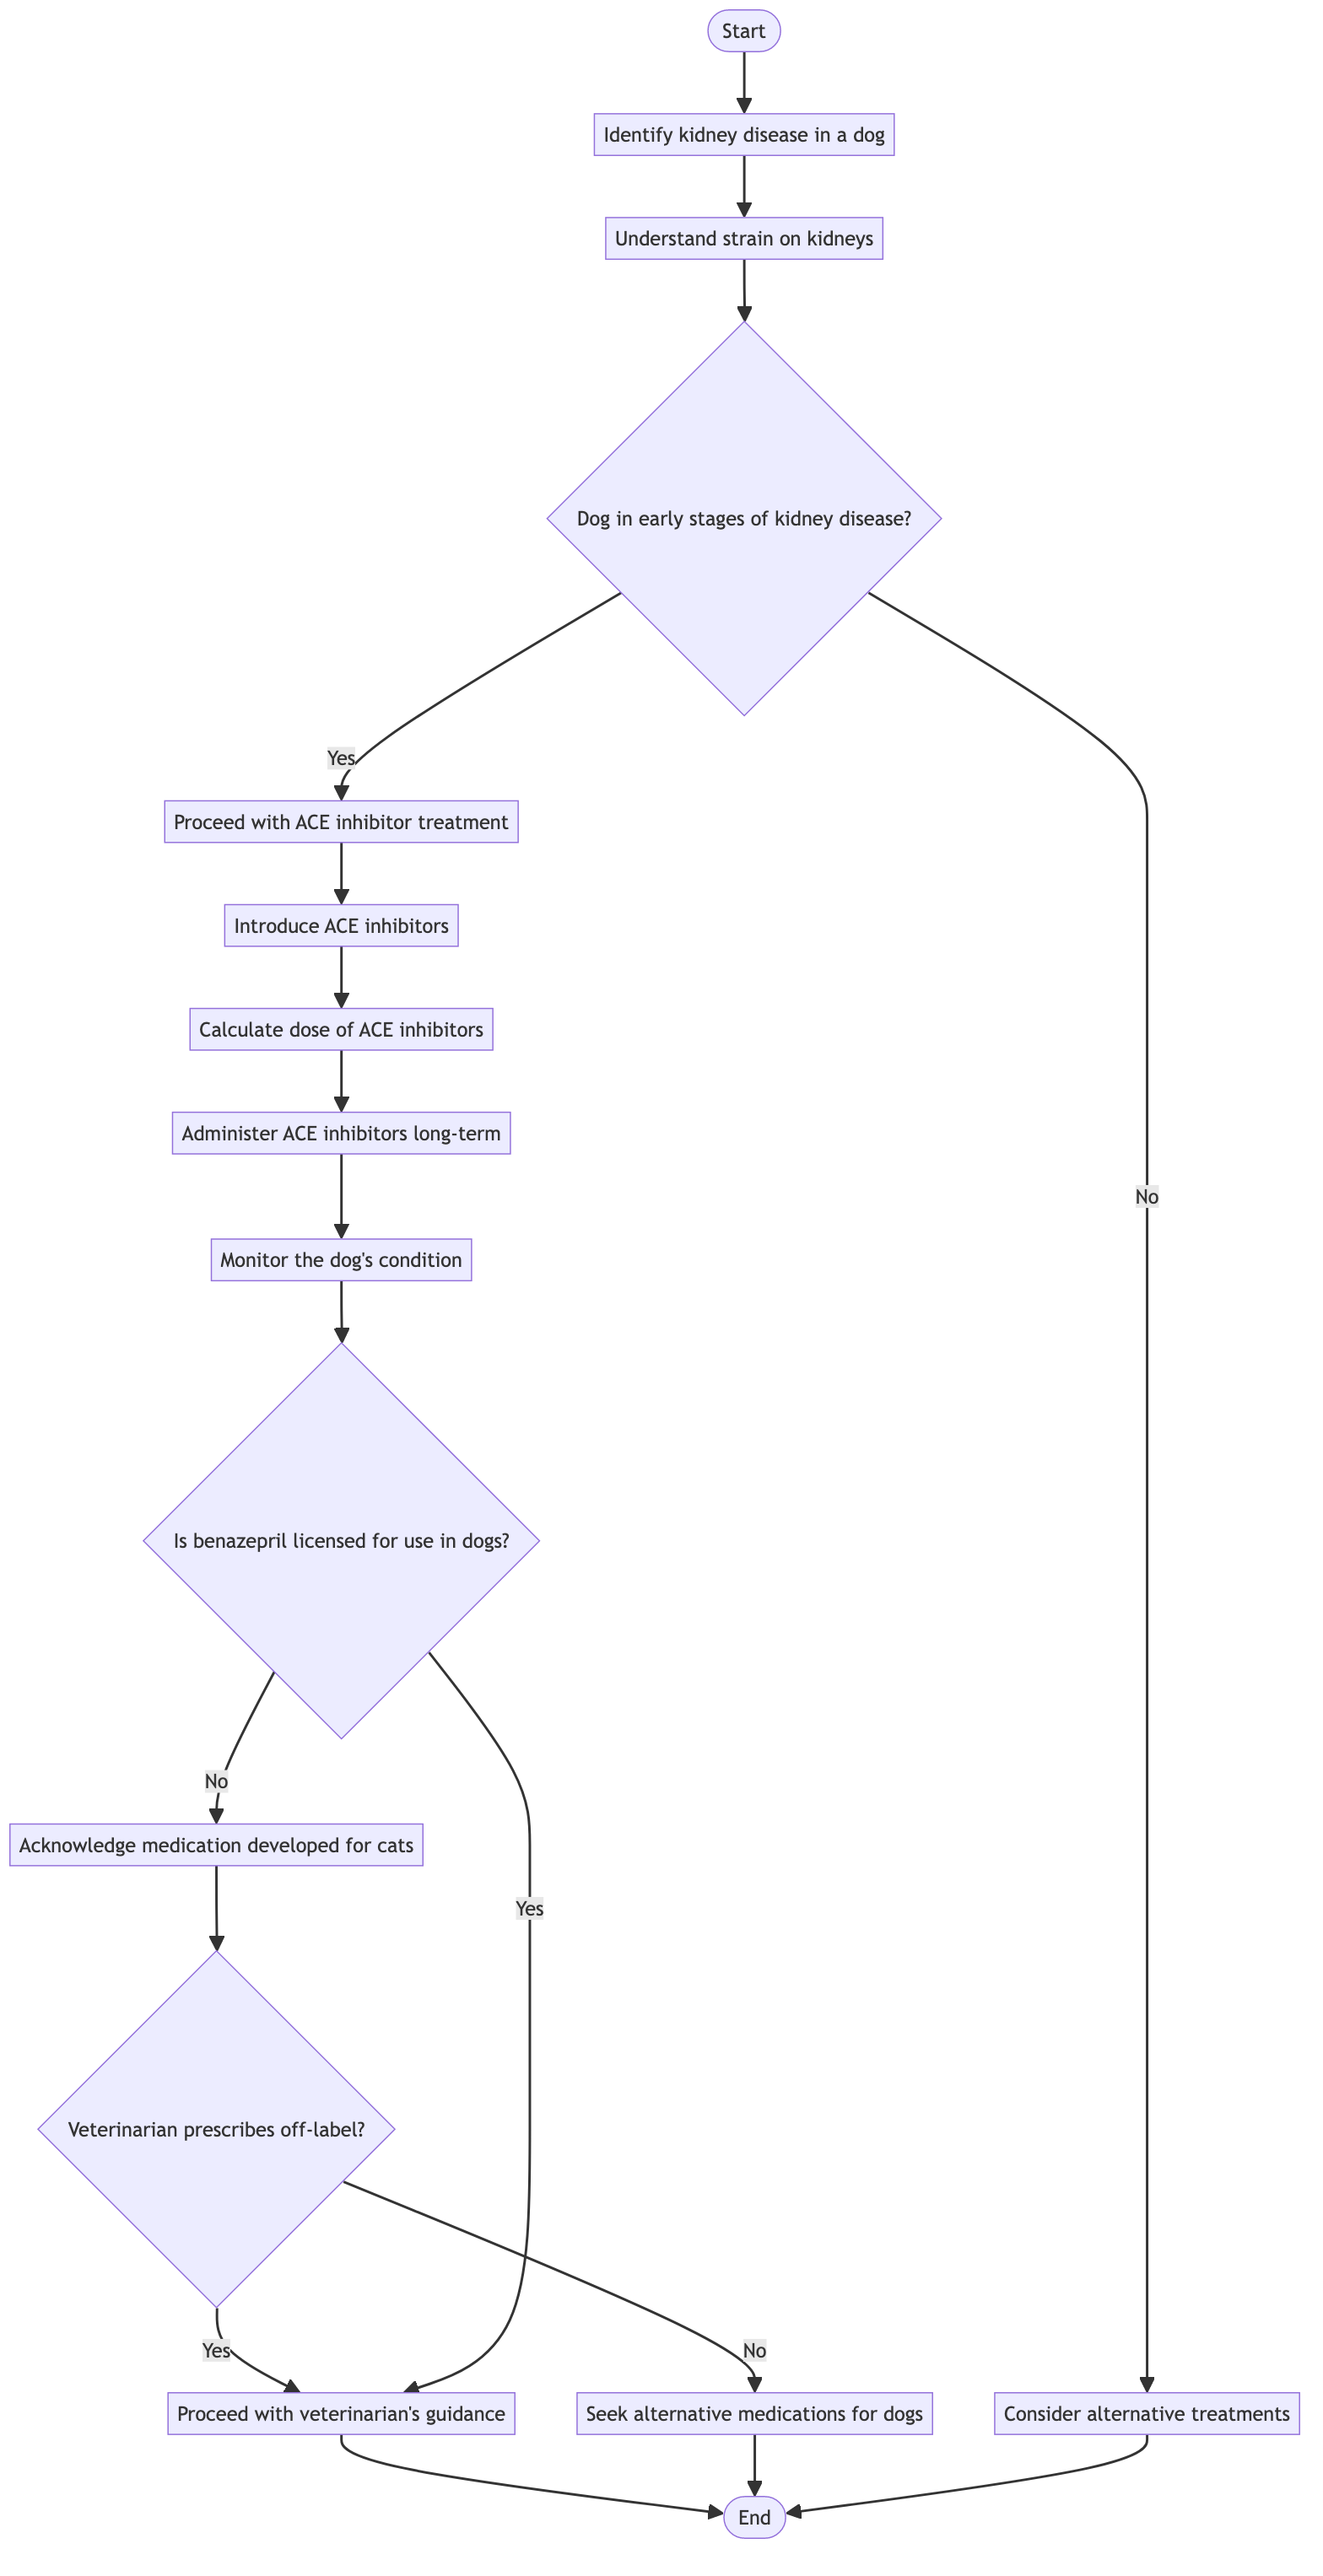 Start
Identify kidney disease in a dog
Understand strain on kidneys
Dog in early stages of kidney disease?
Yes
Proceed with ACE inhibitor treatment
Introduce ACE inhibitors
Calculate dose of ACE inhibitors
Administer ACE inhibitors long-term
No
Monitor the dog's condition
Is benazepril licensed for use in dogs?
No
Acknowledge medication developed for cats
Yes
Veterinarian prescribes off-label?
Yes
No
Proceed with veterinarian's guidance
Seek alternative medications for dogs
Consider alternative treatments
End